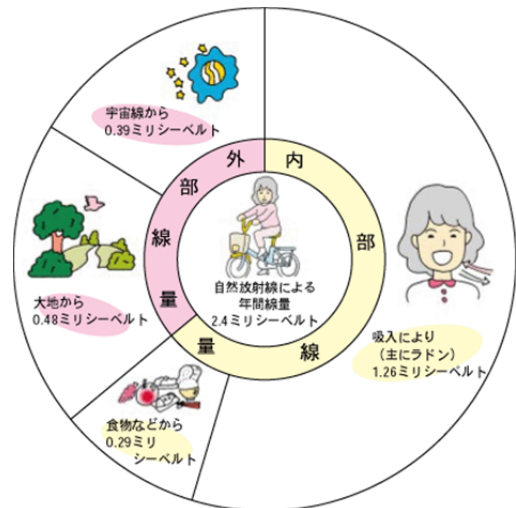 宇宙線から
0.39ミリシーベルト
外部線量
内部線量
大地から
0.48ミリシーベルト
自然放射線による
年間線量
2.4ミリシーベルト
吸入により
(主にラドン)
1.26ミリシーベルト
食物などから
0.29ミリ
シーベルト